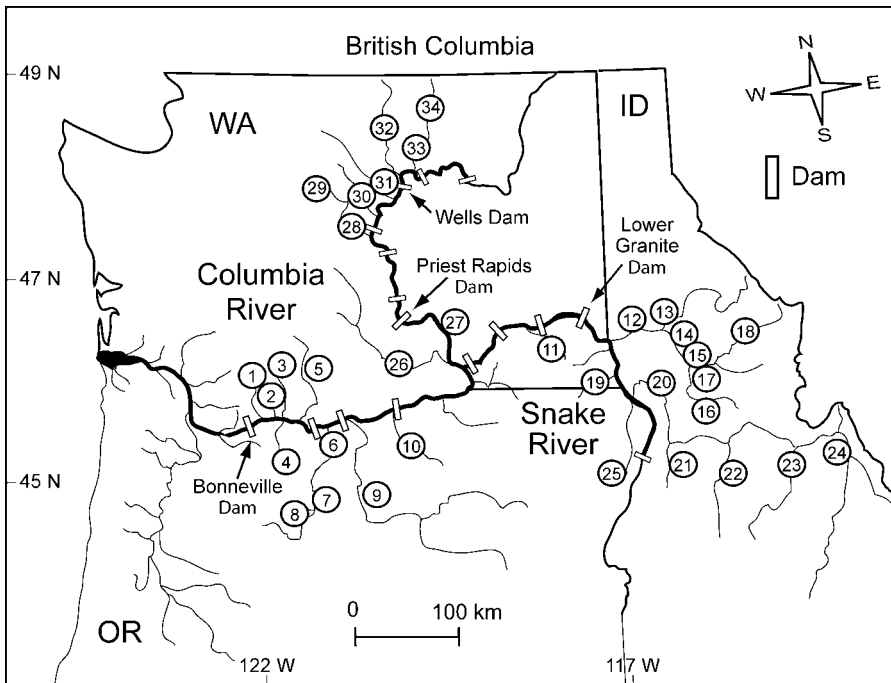 British Columbia
N
W
E
S
49 N
WA
ID
Dam
34
32
33
31
29
30
28
Wells Dam
Lower
Granite
Dam
47 N
Columbia
River
Priest Rapids
Dam
27
12
13
14
18
15
17
11
26
1
3
5
2
19
20
16
Snake
River
6
10
4
Bonneville
Dam
45 N
25
21
22
23
24
7
9
8
0
100 km
OR
122 W
117 W